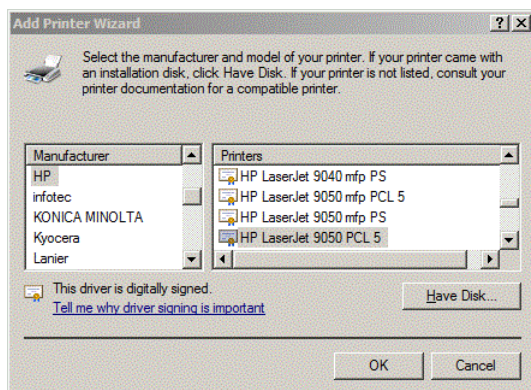 Add Printer Wizard
Select the manufacturer and model of your printer. If your printer came with
an installation disk, click Have Disk. If your printer is not listed, consult your
printer documentation for a compatible printer.
Manufacturer
HP
infotec
KONICA MINOLTA
Kyocera
Lanier
Printers
HP LaserJet 9040 mfp PS
HP LaserJet 9050 mfp PCL 5
HP LaserJet 9050 mfp PS
HP LaserJet 9050 PCL 5
This driver is digitally signed.
Tell me why driver signing is important
Have Disk...
OK
Cancel